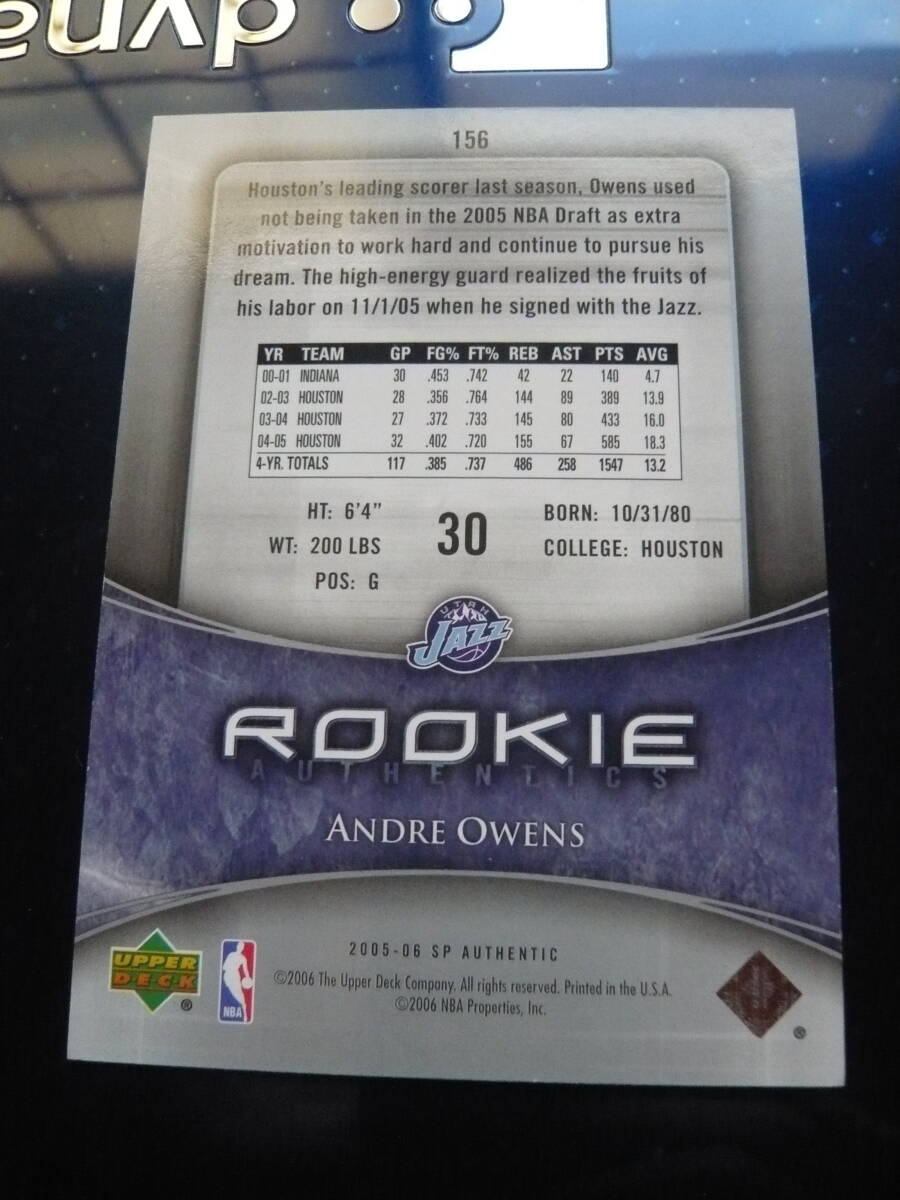 dyna
156
Houston's leading scorer last season, Owens used
not being taken in the 2005 NBA Draft as extra
motivation to work hard and continue to pursue his
dream. The high-energy guard realized the fruits of
his labor on 11/1/05 when he signed with the Jazz.
YR TEAM GP FG% FT% REB AST PTS AVG
00-01 INDIANA 30 .453 .742 42 22 140 4.7
02-03 HOUSTON 28 .356 .764 144 89 389 13.9
03-04 HOUSTON 27 .372 .733 145 80 433 16.0
04-05 HOUSTON 32 .402 .720 155 67 585 18.3
4-YR. TOTALS 117 .385 .737 486 258 1547 13.2
HT: 6'4"
WT: 200 LBS
POS: G
30
BORN: 10/31/80
COLLEGE: HOUSTON
UTAH
JAZZ
ROOKIE
AUTHENTICS
ANDRE OWENS
UPPER
DECK
®
NBA
2005-06 SP AUTHENTIC
©2006 The Upper Deck Company. All rights reserved. Printed in the U.S.A.
©2006 NBA Properties, Inc.
®